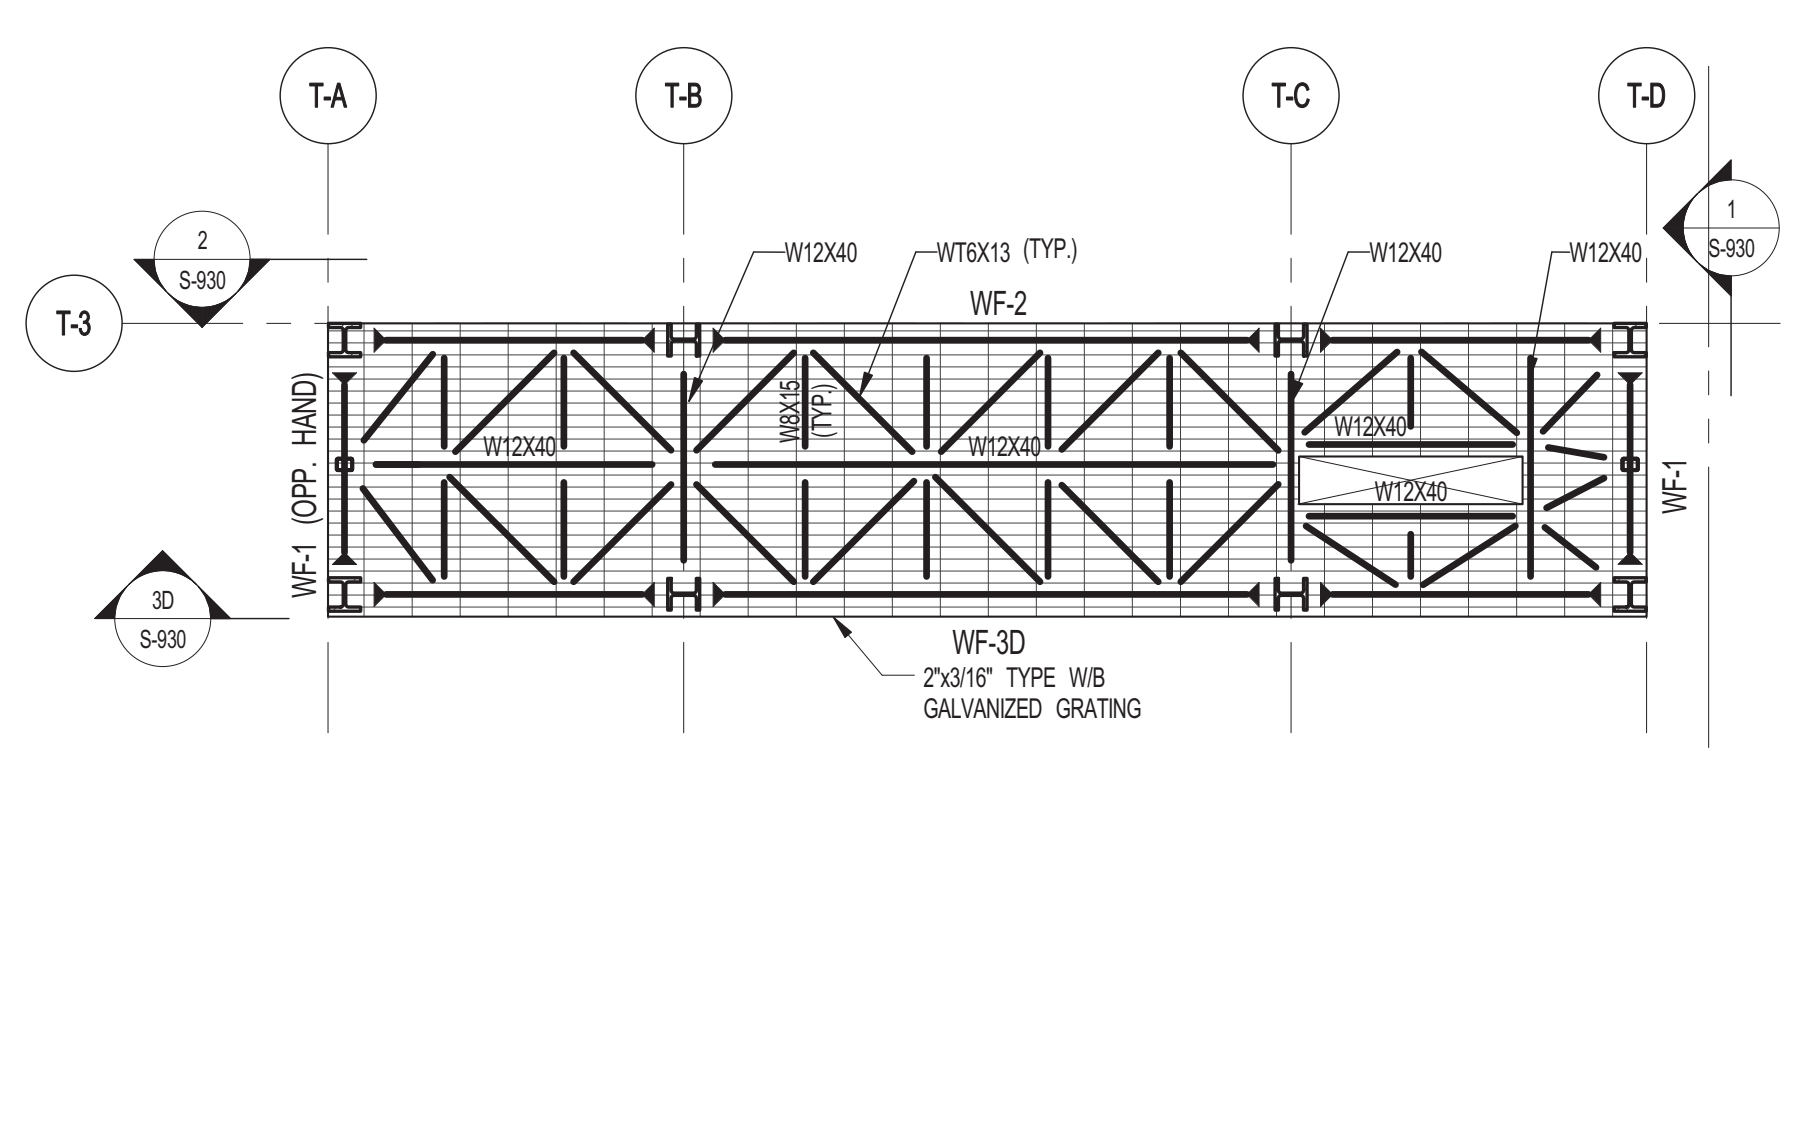 T-A
T-B
T-C
T-D
1
S-930
2
S-930
T-3
W12X40
WT6X13 (TYP.)
W12X40
W12X40
WF-2
WF-1 (OPP. HAND)
W8X15
(TYP.)
W12X40
W12X40
W12X40
W12X40
WF-1
3D
S-930
WF-3D
2"x3/16" TYPE W/B
GALVANIZED GRATING